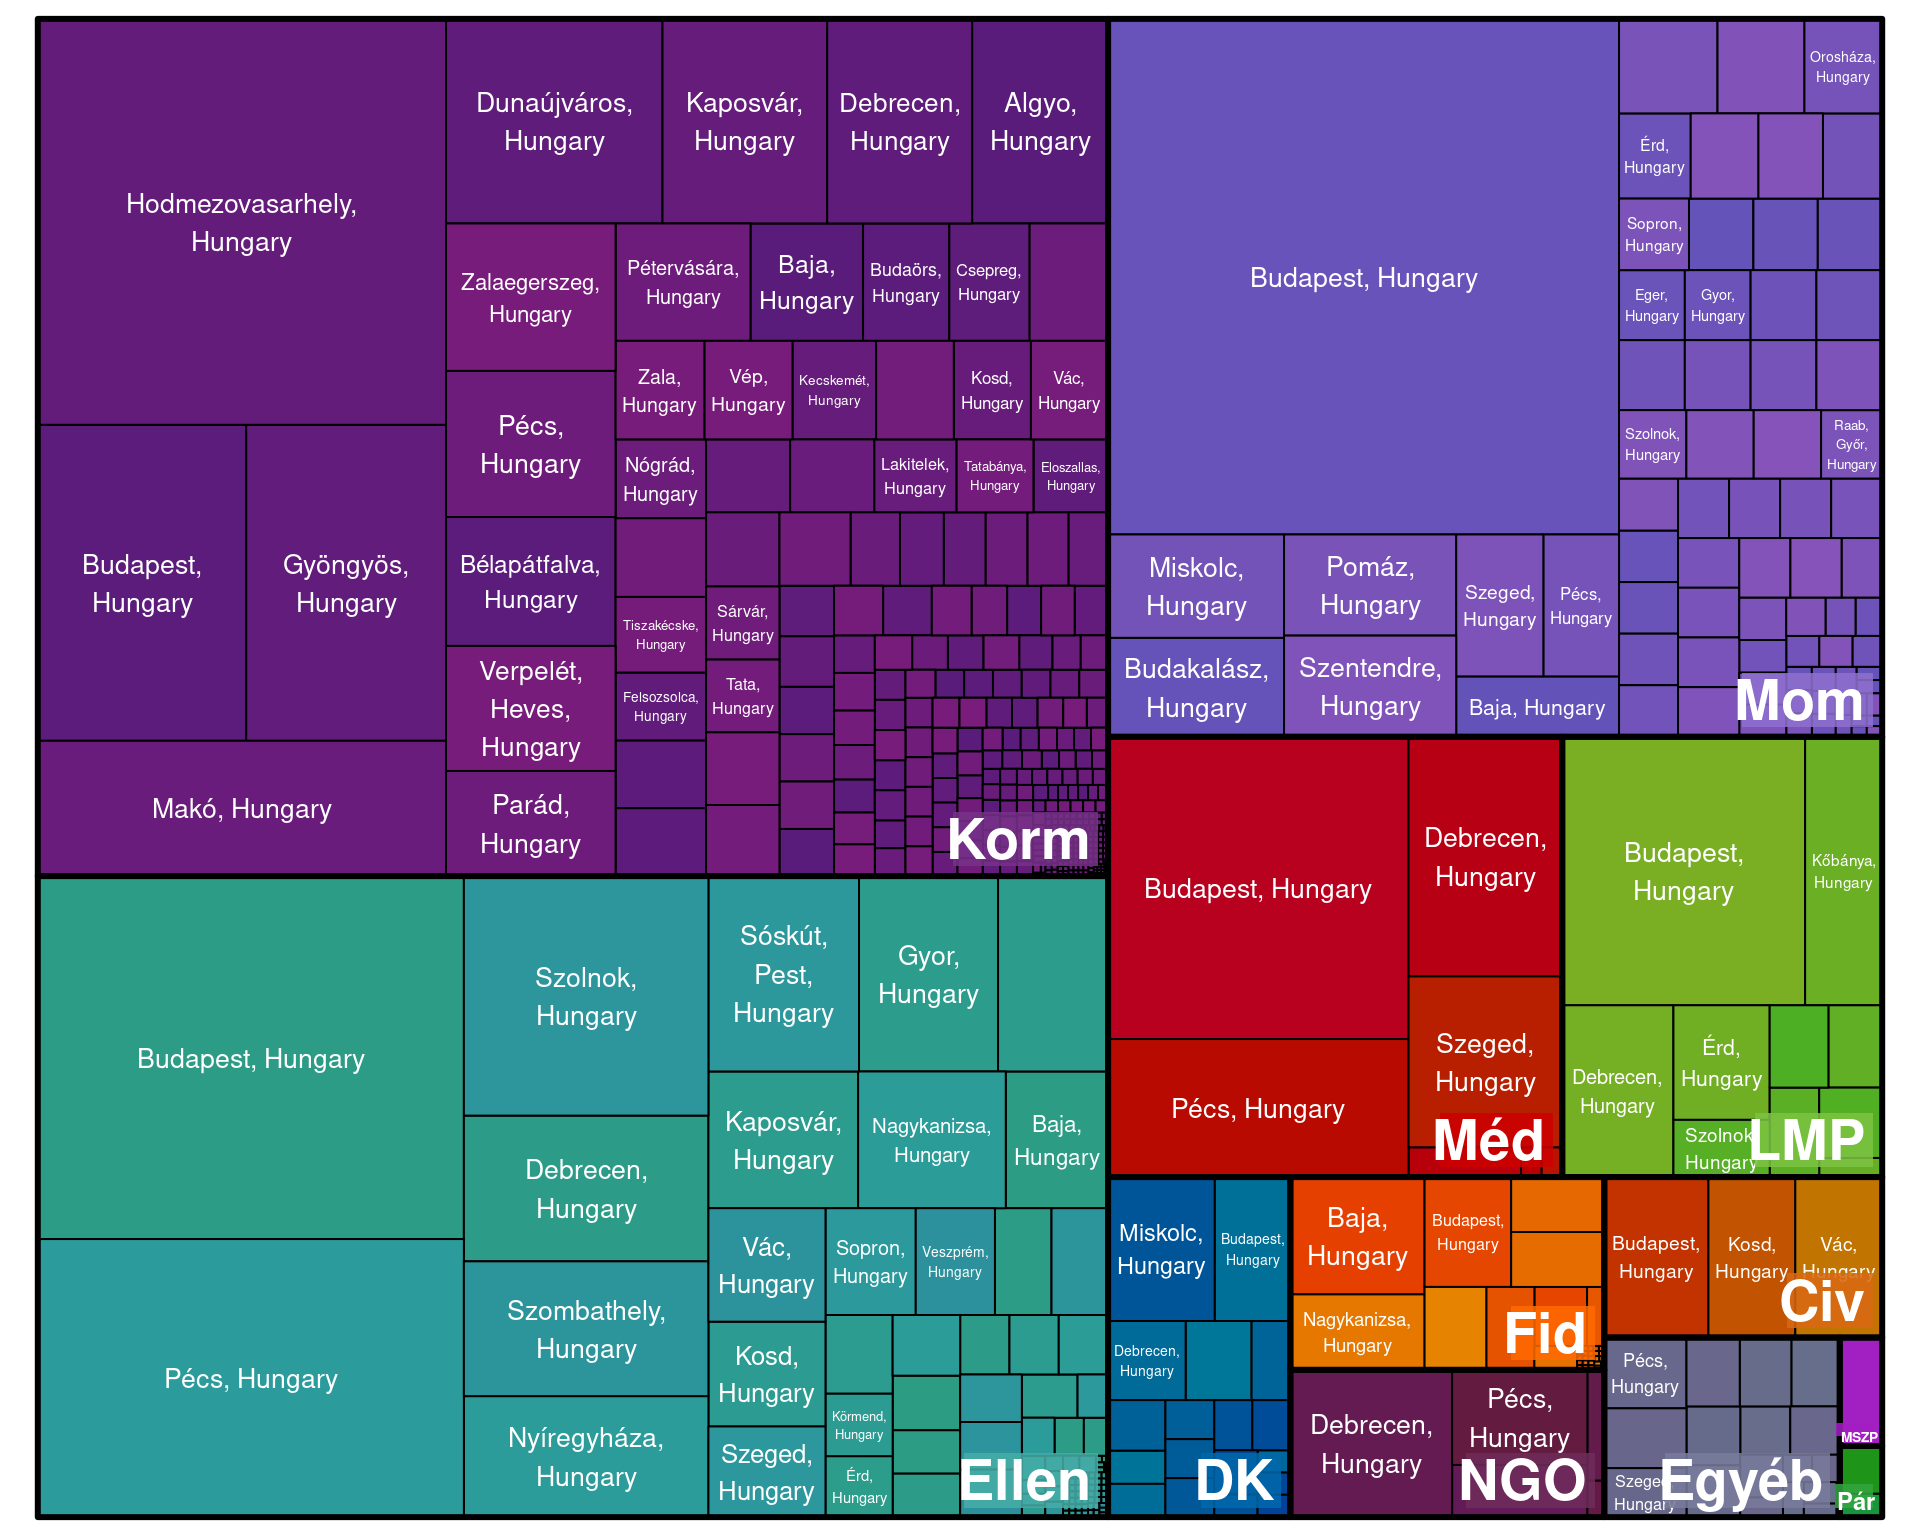 Hodmezovasarhely,
Hungary
Budapest,
Hungary
Gyöngyös,
Hungary
Makó, Hungary
Dunaújváros,
Hungary
Kaposvár,
Hungary
Debrecen,
Hungary
Algyo,
Hungary
Zalaegerszeg,
Hungary
Pétervására,
Hungary
Baja,
Hungary
Budaörs,
Hungary
Csepreg,
Hungary
Zala,
Hungary
Vép,
Hungary
Kecskemét,
Hungary
Kosd,
Hungary
Vác,
Hungary
Pécs,
Hungary
Nógrád,
Hungary
Lakitelek,
Hungary
Tatabánya,
Hungary
Eloszallas,
Hungary
Bélapátfalva,
Hungary
Tiszakécske,
Hungary
Sárvár,
Hungary
Verpelét,
Heves,
Hungary
Felsozsolca,
Hungary
Tata,
Hungary
Parád,
Hungary
Korm
Budapest, Hungary
Orosháza,
Hungary
Érd,
Hungary
Sopron,
Hungary
Eger,
Hungary
Gyor,
Hungary
Szolnok,
Hungary
Raab,
Győr,
Hungary
Miskolc,
Hungary
Pomáz,
Hungary
Szeged,
Hungary
Pécs,
Hungary
Budakalász,
Hungary
Szentendre,
Hungary
Baja, Hungary
Mom
Budapest, Hungary
Pécs, Hungary
Szolnok,
Hungary
Debrecen,
Hungary
Szombathely,
Hungary
Nyíregyháza,
Hungary
Sóskút,
Pest,
Hungary
Gyor,
Hungary
Kaposvár,
Hungary
Nagykanizsa,
Hungary
Baja,
Hungary
Vác,
Hungary
Sopron,
Hungary
Veszprém,
Hungary
Kosd,
Hungary
Körmend,
Hungary
Szeged,
Hungary
Érd,
Hungary
Ellen
Budapest, Hungary
Debrecen,
Hungary
Pécs, Hungary
Szeged,
Hungary
Méd
Budapest,
Hungary
Kőbánya,
Hungary
Debrecen,
Hungary
Érd,
Hungary
Szolnok
Hungary
LMP
Miskolc,
Hungary
Budapest,
Hungary
Debrecen,
Hungary
DK
Baja,
Hungary
Budapest,
Hungary
Nagykanizsa,
Hungary
Fid
Budapest,
Hungary
Kosd,
Hungary
Vác,
Hungary
Civ
Debrecen,
Hungary
Pécs,
Hungary
NGO
Pécs,
Hungary
Szeged
Hungary
Egyéb
MSZP
Pár